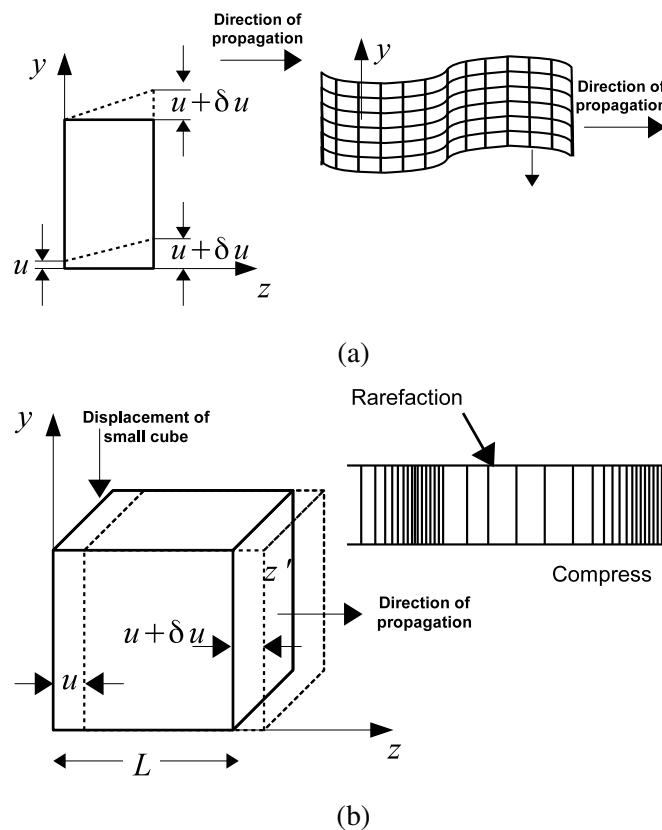 Direction of
propagation
y
y
u+δu
Direction of
propagation
u
u+δu
z
(a)
Rarefaction
Displacement of
small cube
y
z'
Compress
Direction of
propagation
u+δu
u
z
L
(b)